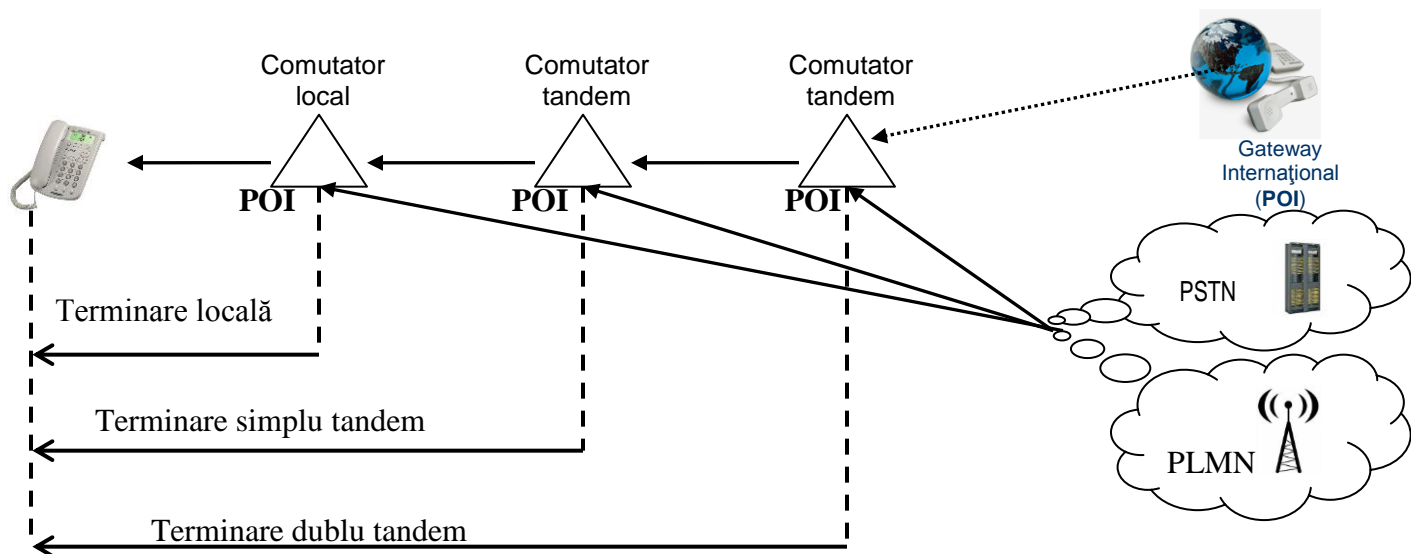 Comutator
local
Comutator
tandem
Comutator
tandem
Gateway
Internaţional
(POI)
POI
POI
POI
PSTN
Terminare locală
Terminare simplu tandem
PLMN
Terminare dublu tandem